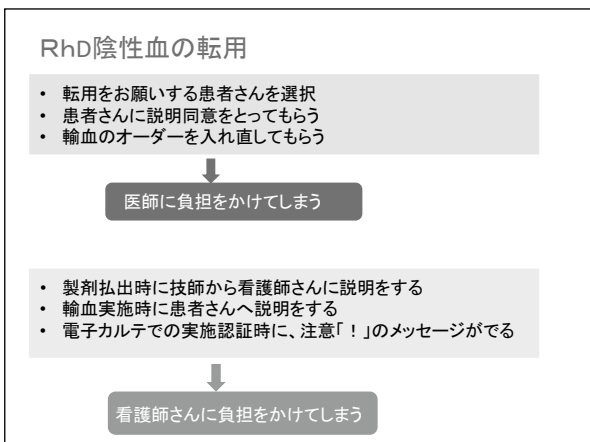 RhD陰性血の転用
• 転用をお願いする患者さんを選択
• 患者さんに説明同意をとってもらう
• 輸血のオーダーを入れ直してもらう
医師に負担をかけてしまう
• 製剤払出時に技師から看護師さんに説明をする
• 輸血実施時に患者さんへ説明をする
• 電子カルテでの実施認証時に、注意「！」のメッセージがでる
看護師さんに負担をかけてしまう